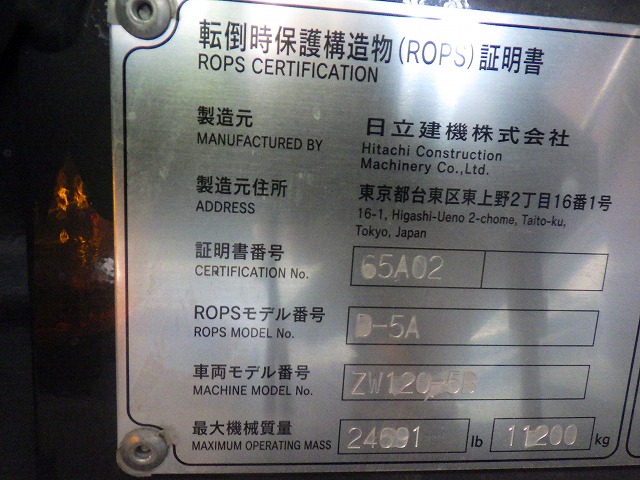 転倒時保護構造物(ROPS)証明書
ROPS CERTIFICATION
製造元 日立建機株式会社
MANUFACTURED BY Hitachi Construction
Machinery Co.,Ltd.
製造元住所 東京都台東区東上野2丁目16番1号
ADDRESS 16-1, Higashi-Ueno 2-chome, Taito-ku,
Tokyo, Japan
証明書番号 65A02
CERTIFICATION No.
ROPSモデル番号 D-5A
ROPS MODEL No.
車両モデル番号 ZW120-5B
MACHINE MODEL No.
最大機械質量 24691 lb 11200 kg
MAXIMUM OPERATING MASS